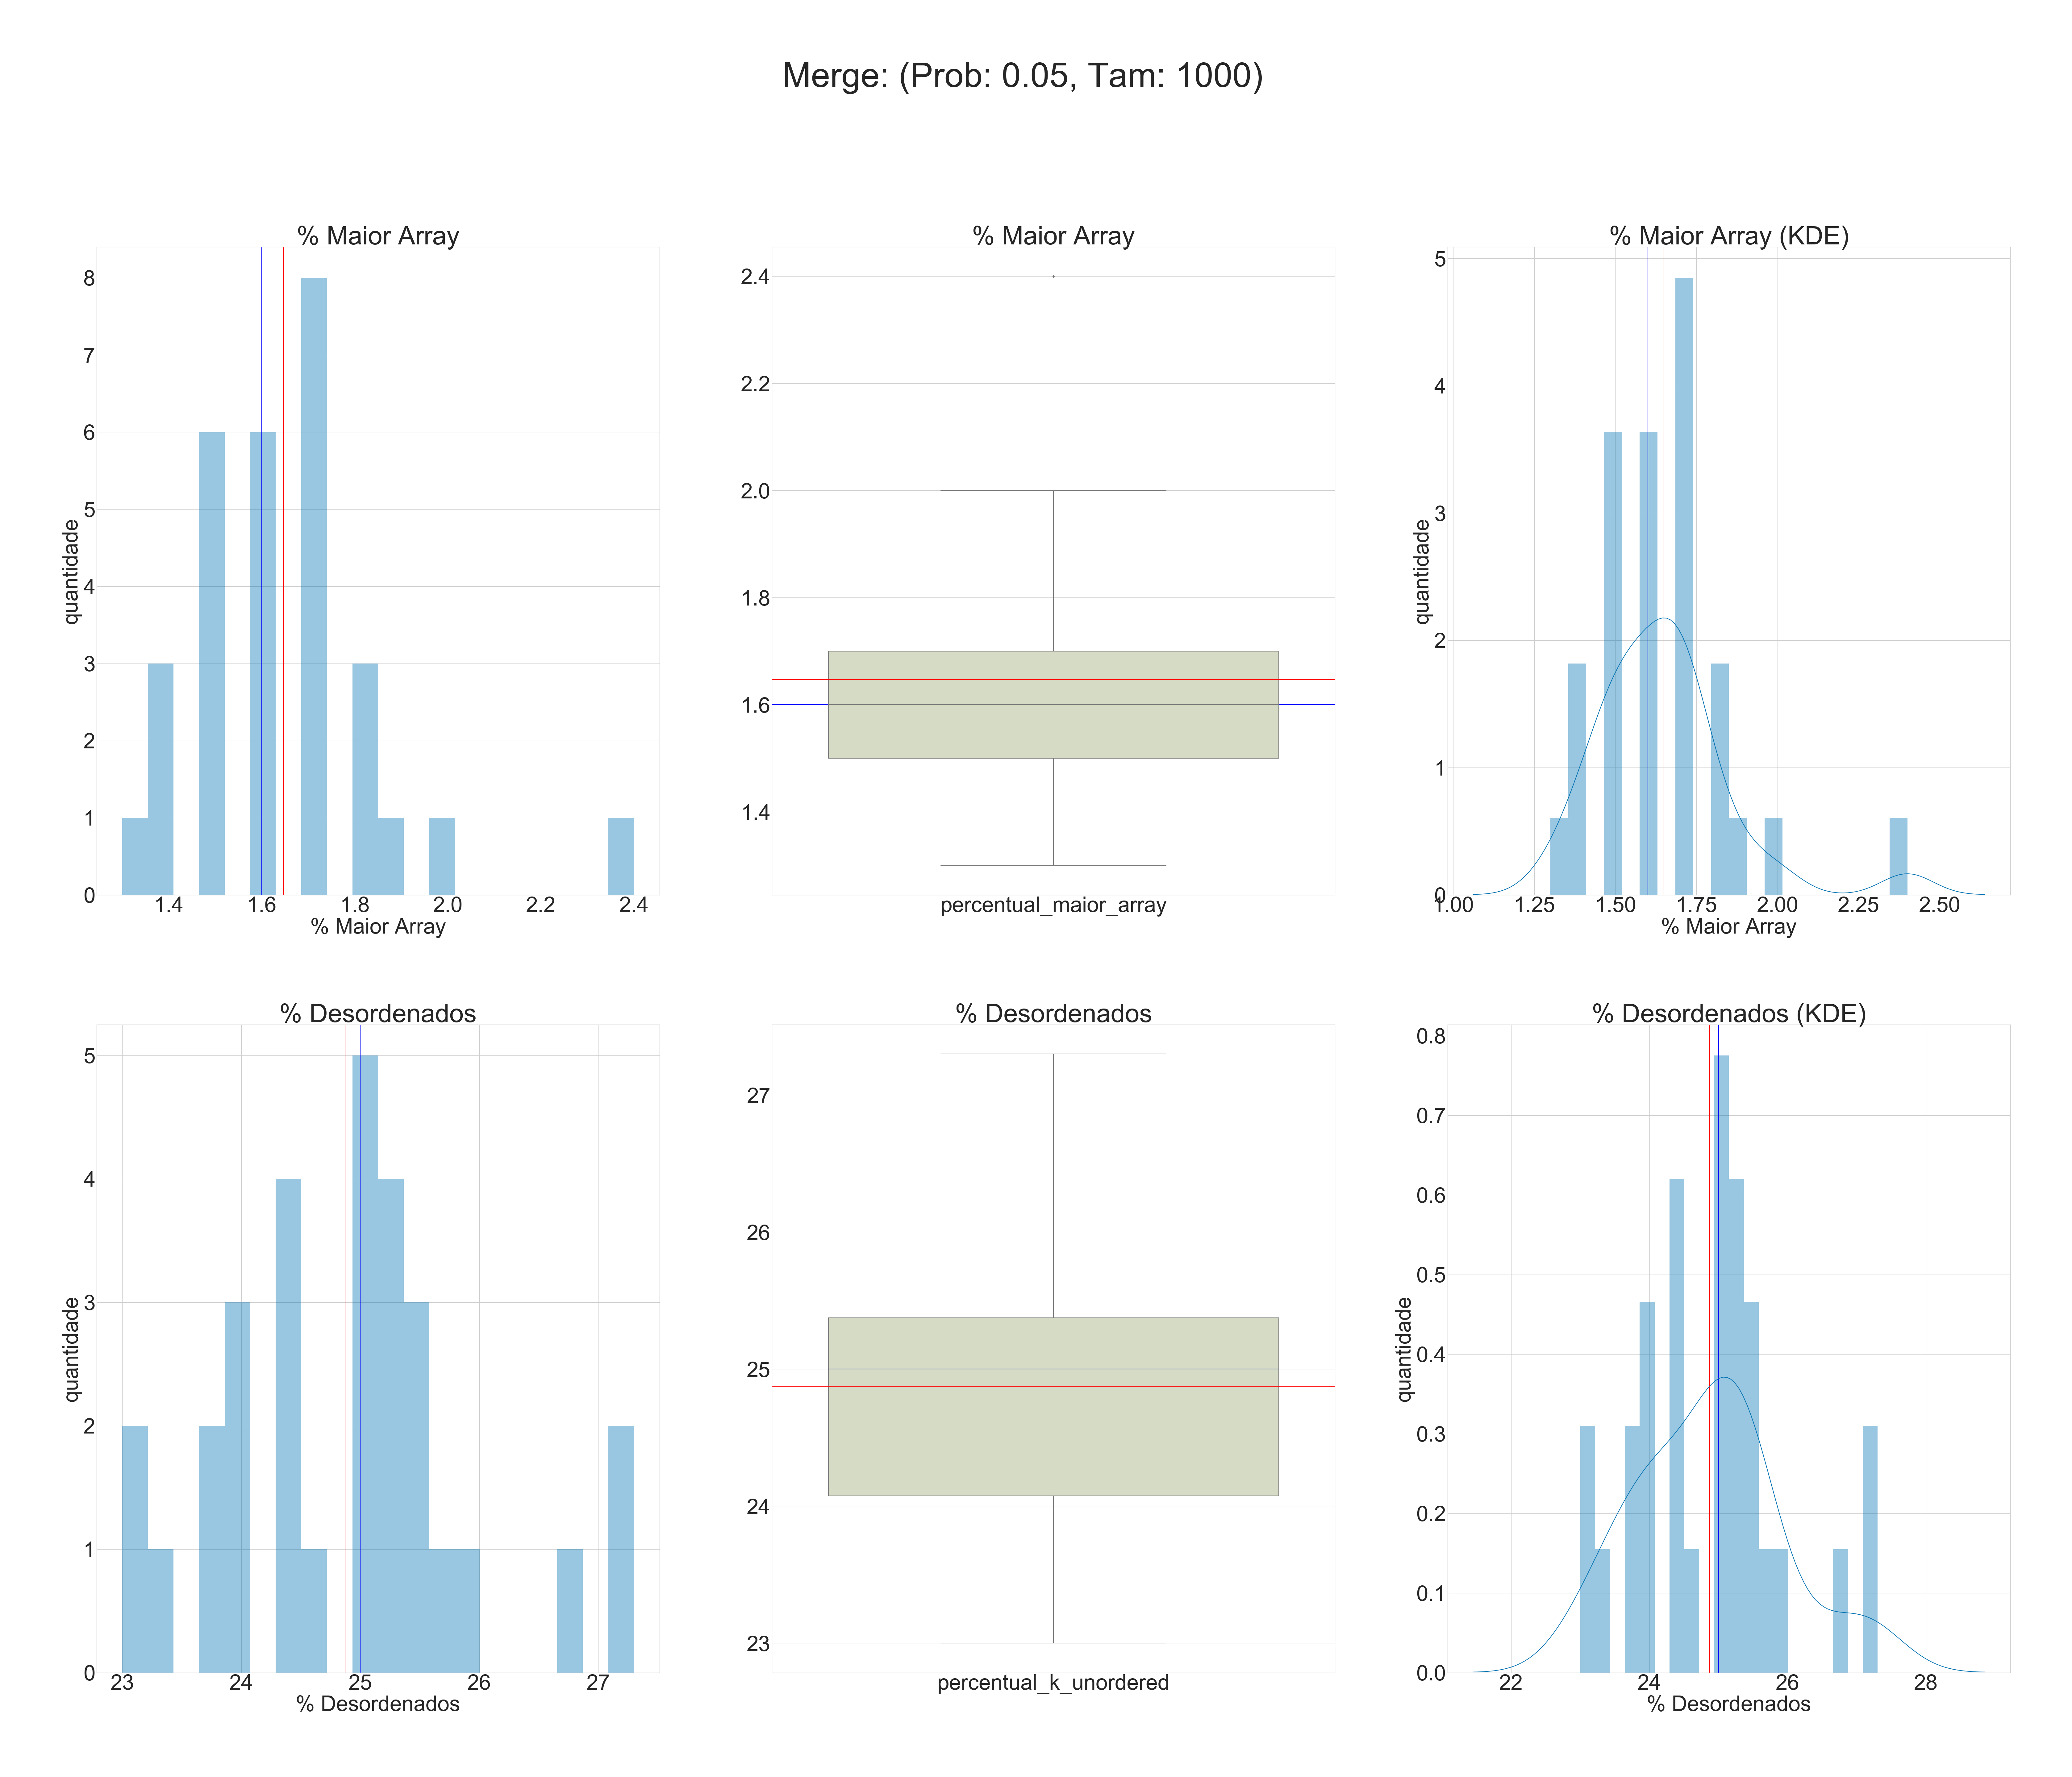 Merge: (Prob: 0.05, Tam: 1000)
% Maior Array
8
7
6
5
4
3
2
1
0
quantidade
1.4 1.6 1.8 2.0 2.2 2.4
% Maior Array
% Maior Array
2.4
2.2
2.0
1.8
1.6
1.4
percentual_maior_array
% Maior Array (KDE)
5
4
3
2
1
0
quantidade
1.00 1.25 1.50 1.75 2.00 2.25 2.50
% Maior Array
% Desordenados
5
4
3
2
1
0
quantidade
23 24 25 26 27
% Desordenados
% Desordenados
27
26
25
24
23
percentual_k_unordered
% Desordenados (KDE)
0.8
0.7
0.6
0.5
0.4
0.3
0.2
0.1
0.0
quantidade
22 24 26 28
% Desordenados